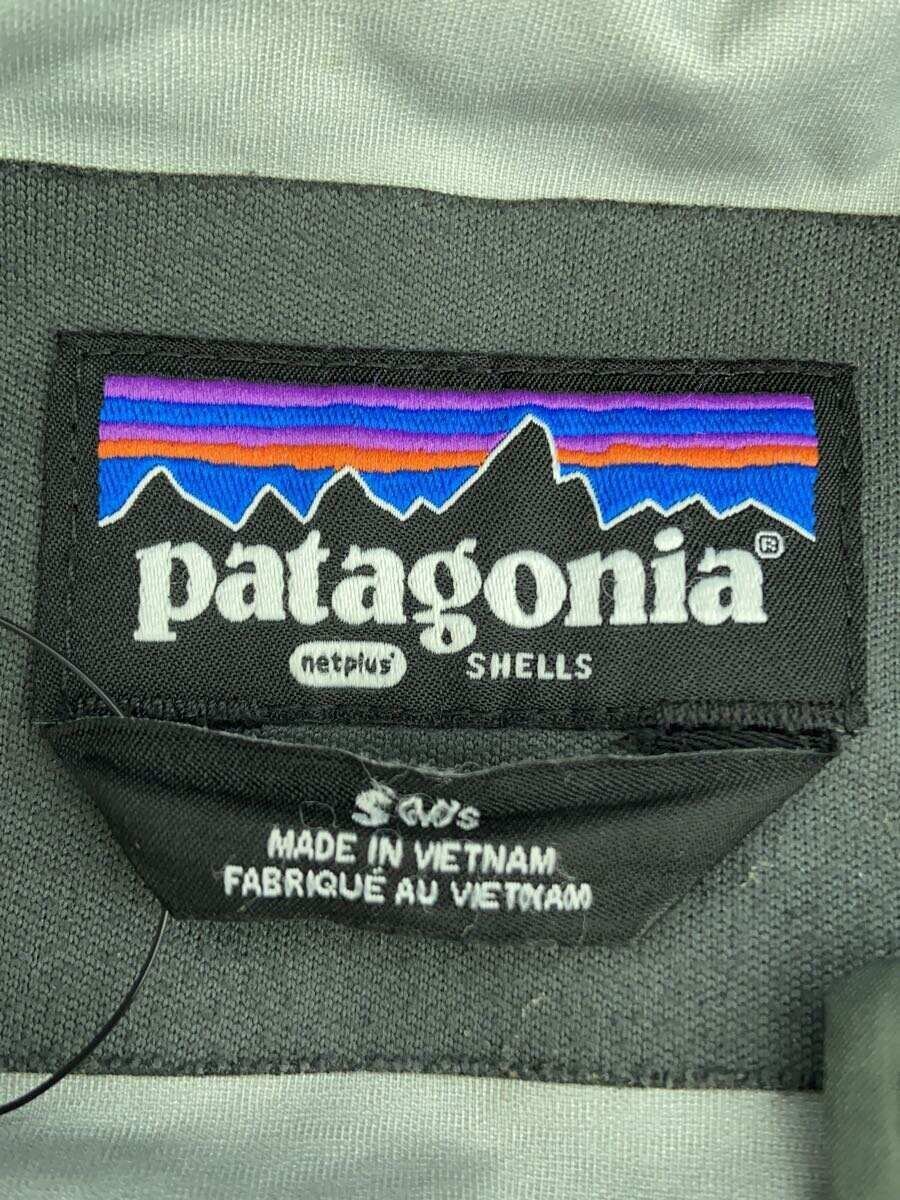 patagonia®
netplus® SHELLS
S
MADE IN VIETNAM
FABRIQUÉ AU VIETNAM